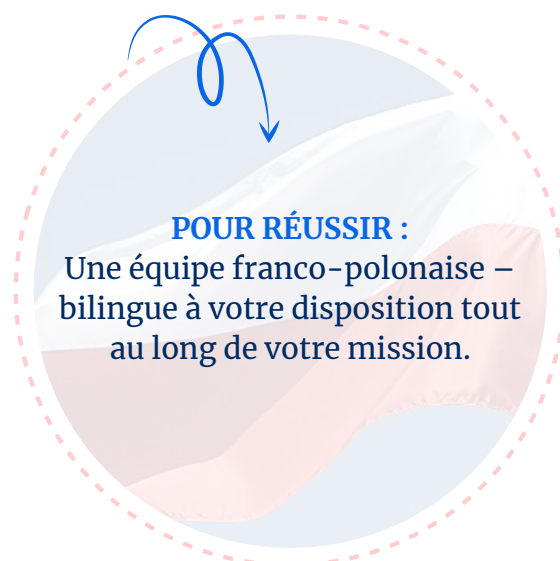 POUR RÉUSSIR :
Une équipe franco-polonaise –
bilingue à votre disposition tout
au long de votre mission.